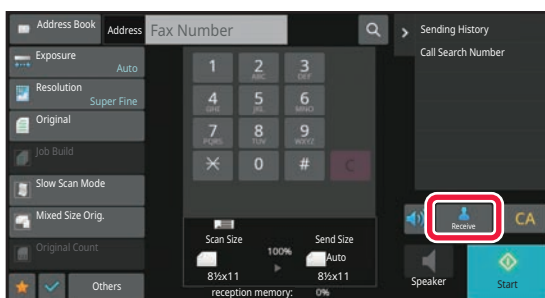 Address Book
Address
Fax Number
Sending History
Call Search Number
Exposure
Auto
Resolution
Super Fine
Original
Job Build
Slow Scan Mode
Mixed Size Orig.
Original Count
Others
1
2
ABC
3
DEF
4
GHI
5
JKL
6
MNO
7
PQRS
8
TUV
9
WXYZ
0
#
C
Scan Size
100%
Send Size
Auto
8½x11
8½x11
reception memory: 0%
Receive
CA
Speaker
Start